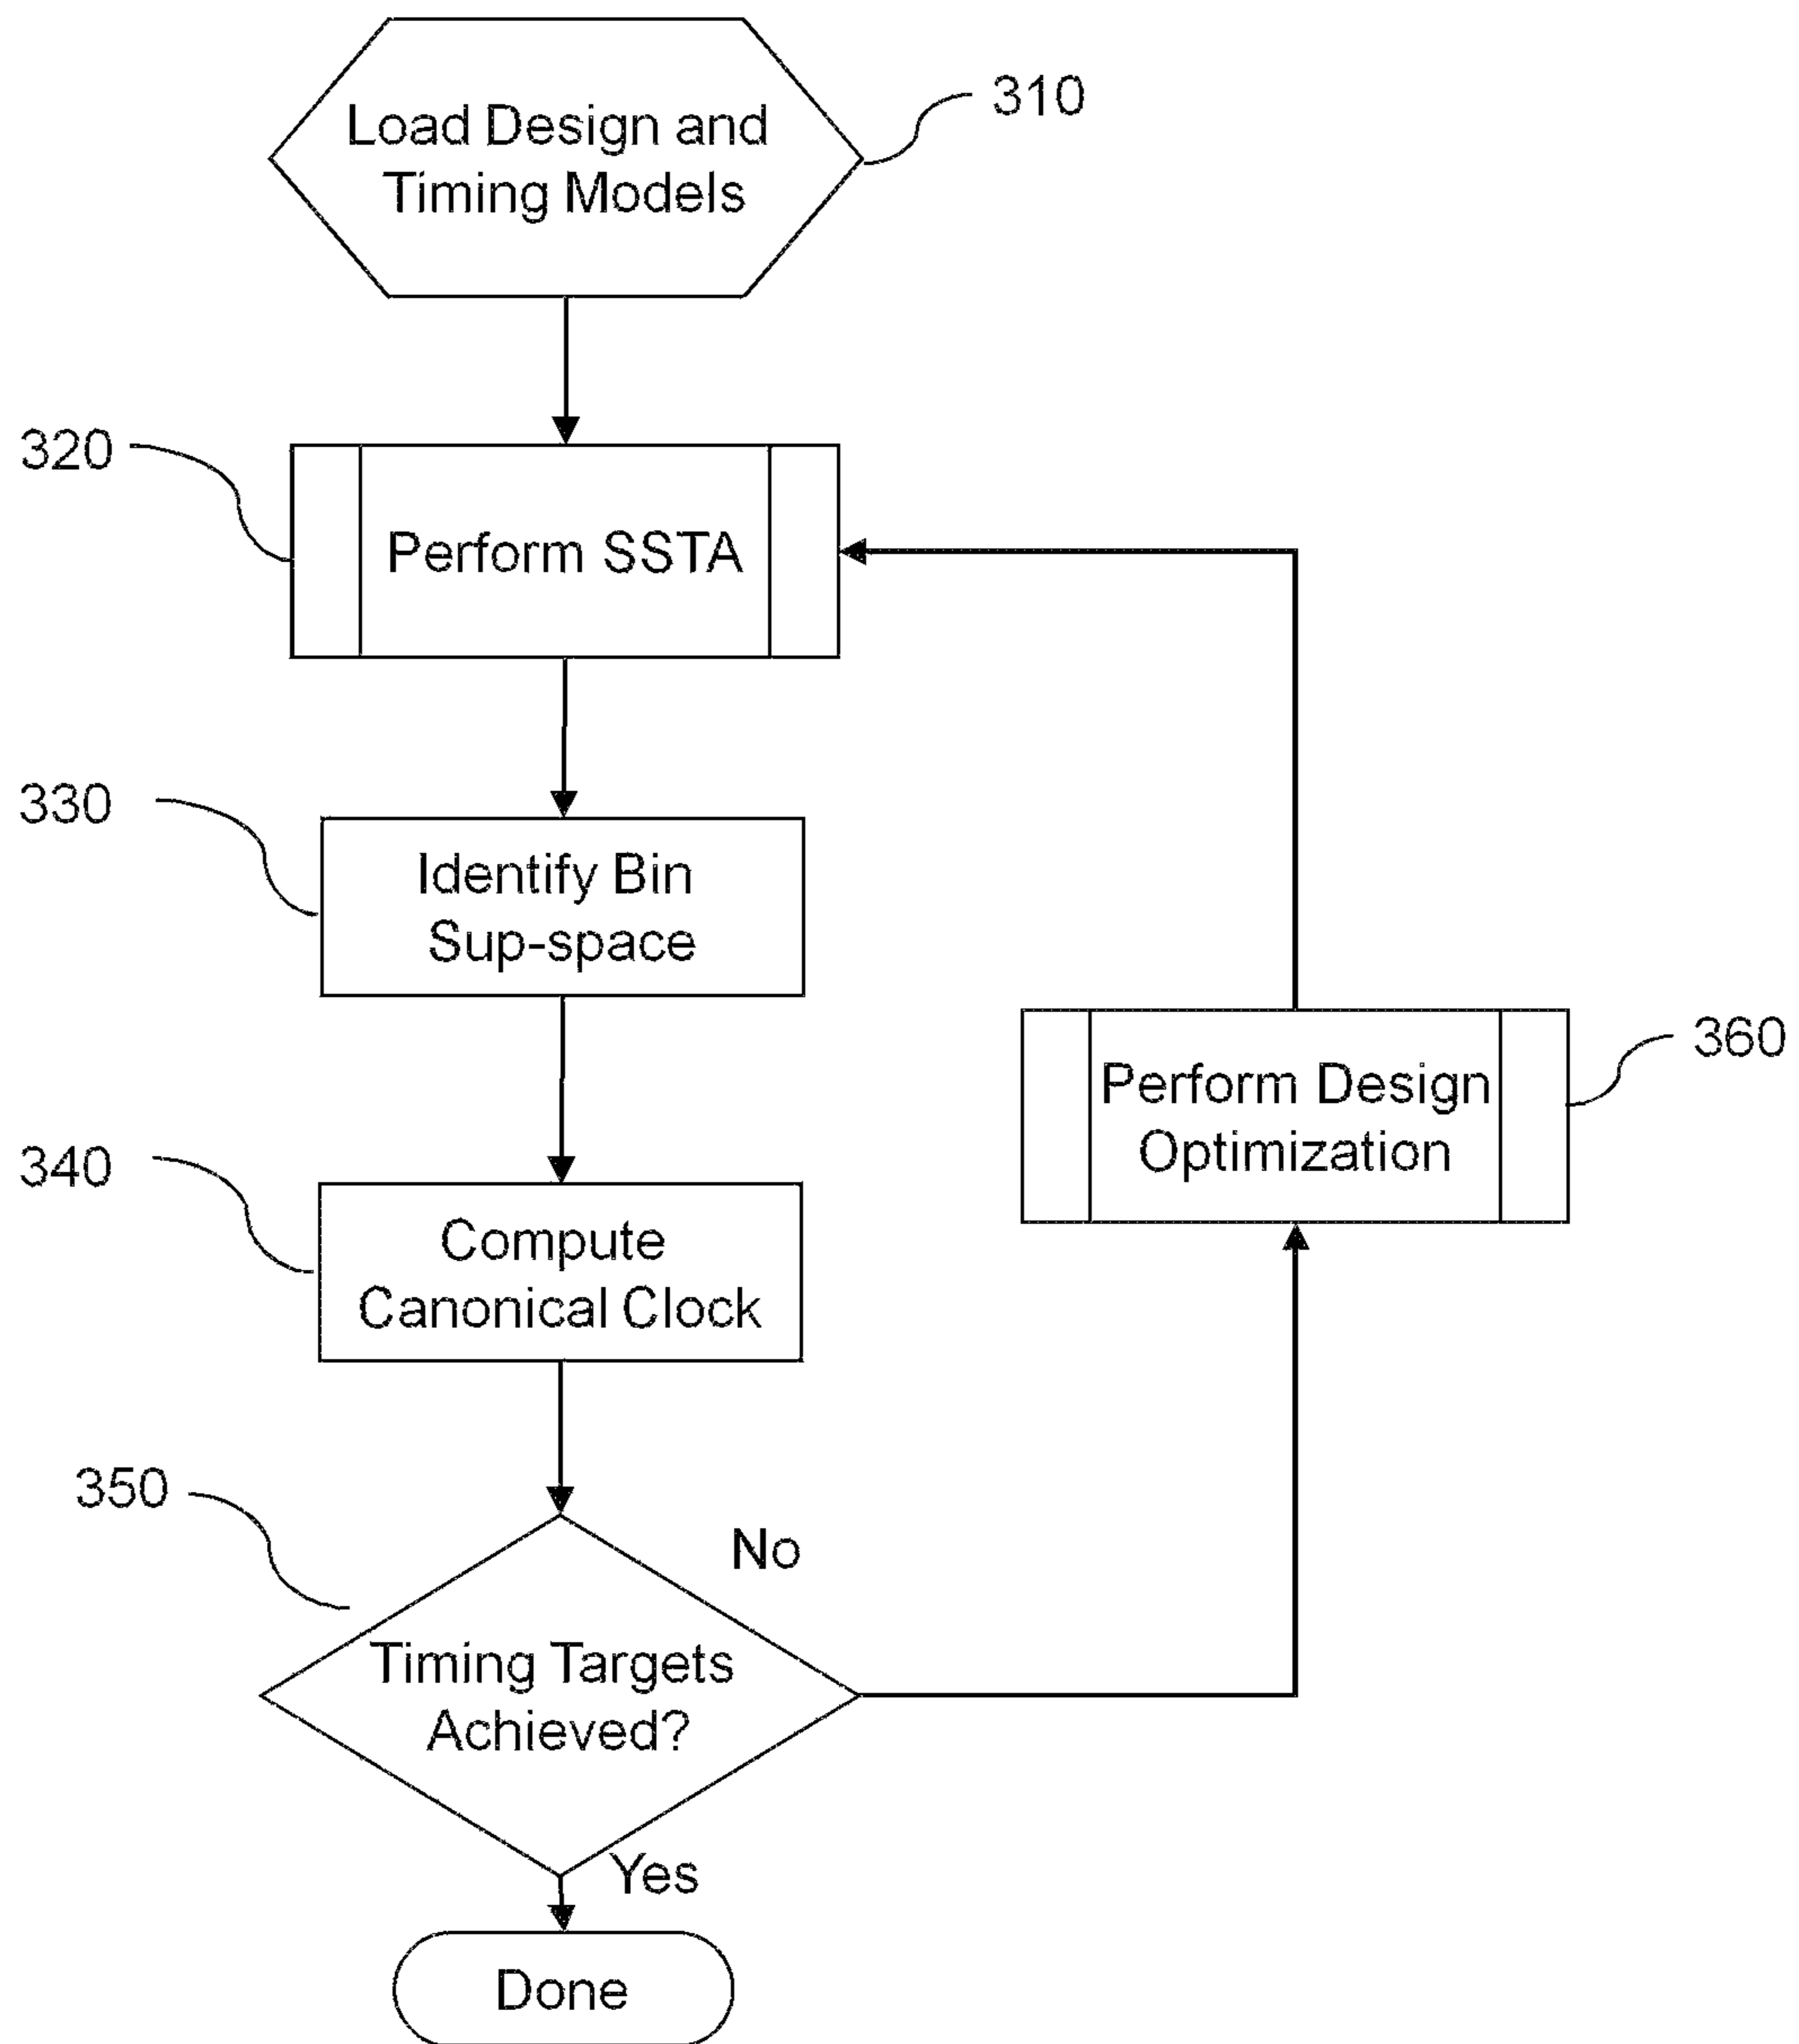 Load Design and
Timing Models
310
320
Perform SSTA
330
Identify Bin
Sup-space
360
Perform Design
Optimization
340
Compute
Canonical Clock
350
No
Timing Targets
Achieved?
Yes
Done